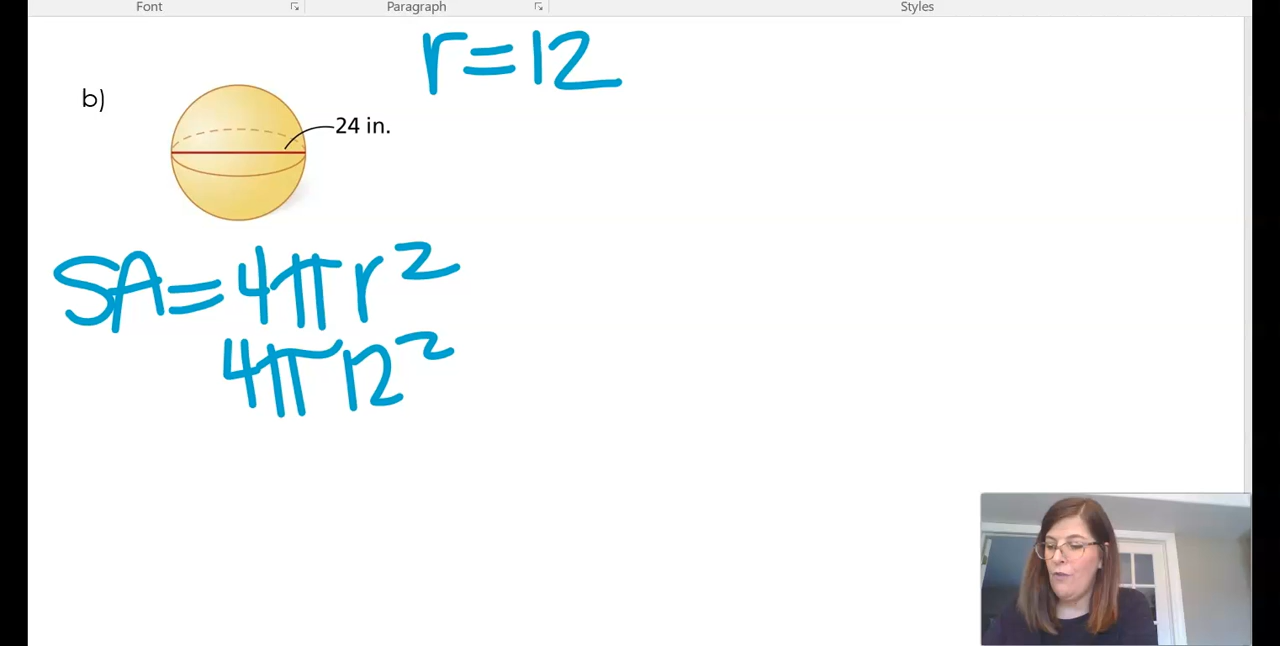 Font Paragraph Styles
r=12
b)
24 in.
SA=4πr²
4π12²